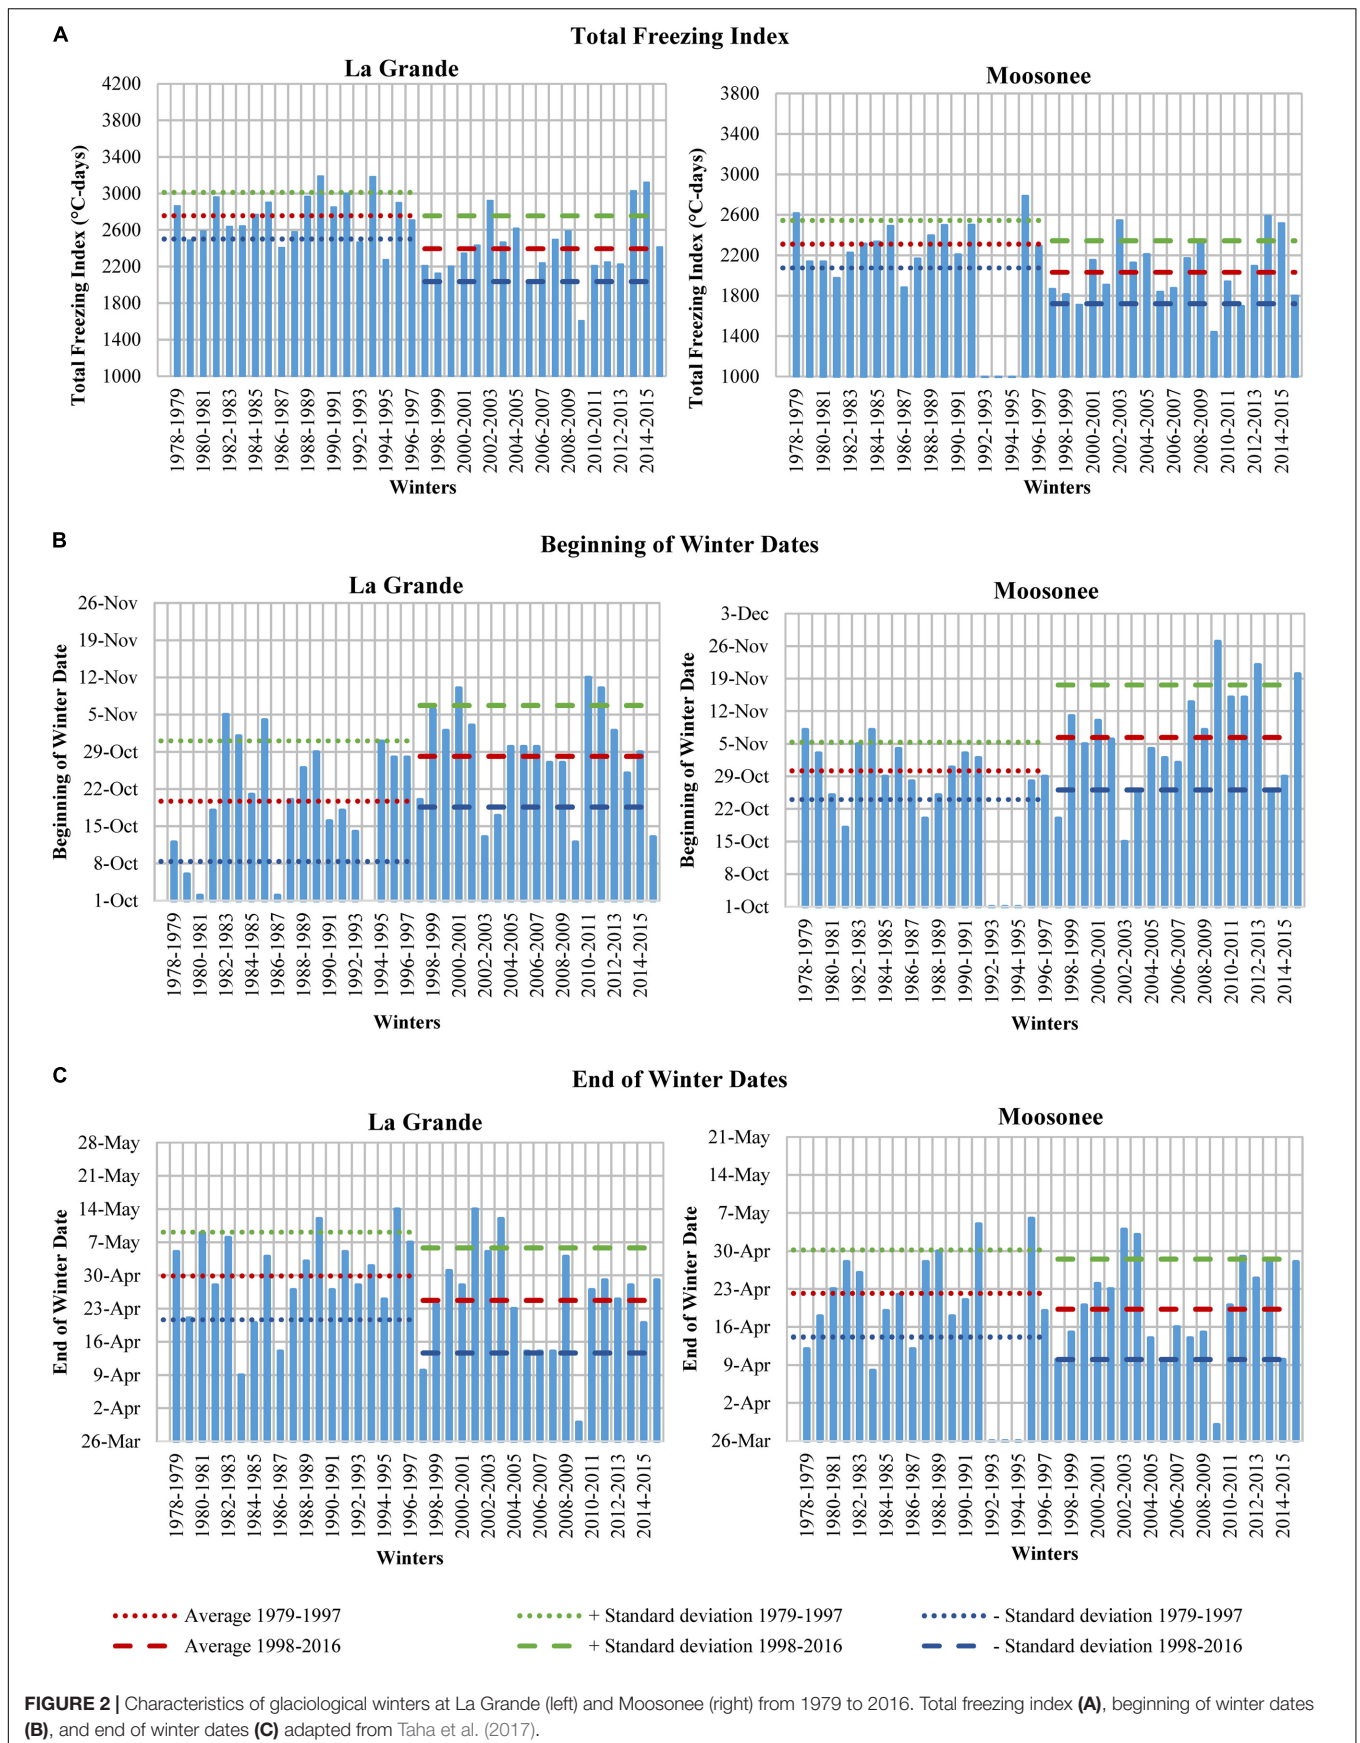 A
Total Freezing Index
La Grande
Total Freezing Index (°C-days)
4200
3800
3400
3000
2600
2200
1800
1400
1000
1978-1979
1980-1981
1982-1983
1984-1985
1986-1987
1988-1989
1990-1991
1992-1993
1994-1995
1996-1997
1998-1999
2000-2001
2002-2003
2004-2005
2006-2007
2008-2009
2010-2011
2012-2013
2014-2015
Winters
Moosonee
Total Freezing Index (°C-days)
3800
3400
3000
2600
2200
1800
1400
1000
1978-1979
1980-1981
1982-1983
1984-1985
1986-1987
1988-1989
1990-1991
1992-1993
1994-1995
1996-1997
1998-1999
2000-2001
2002-2003
2004-2005
2006-2007
2008-2009
2010-2011
2012-2013
2014-2015
Winters
B
Beginning of Winter Dates
La Grande
Beginning of Winter Date
26-Nov
19-Nov
12-Nov
5-Nov
29-Oct
22-Oct
15-Oct
8-Oct
1-Oct
1978-1979
1980-1981
1982-1983
1984-1985
1986-1987
1988-1989
1990-1991
1992-1993
1994-1995
1996-1997
1998-1999
2000-2001
2002-2003
2004-2005
2006-2007
2008-2009
2010-2011
2012-2013
2014-2015
Winters
Moosonee
Beginning of Winter Date
3-Dec
26-Nov
19-Nov
12-Nov
5-Nov
29-Oct
22-Oct
15-Oct
8-Oct
1-Oct
1978-1979
1980-1981
1982-1983
1984-1985
1986-1987
1988-1989
1990-1991
1992-1993
1994-1995
1996-1997
1998-1999
2000-2001
2002-2003
2004-2005
2006-2007
2008-2009
2010-2011
2012-2013
2014-2015
Winters
C
End of Winter Dates
La Grande
End of Winter Date
28-May
21-May
14-May
7-May
30-Apr
23-Apr
16-Apr
9-Apr
2-Apr
26-Mar
1978-1979
1980-1981
1982-1983
1984-1985
1986-1987
1988-1989
1990-1991
1992-1993
1994-1995
1996-1997
1998-1999
2000-2001
2002-2003
2004-2005
2006-2007
2008-2009
2010-2011
2012-2013
2014-2015
Winters
Moosonee
End of Winter Date
21-May
14-May
7-May
30-Apr
23-Apr
16-Apr
9-Apr
2-Apr
26-Mar
1978-1979
1980-1981
1982-1983
1984-1985
1986-1987
1988-1989
1990-1991
1992-1993
1994-1995
1996-1997
1998-1999
2000-2001
2002-2003
2004-2005
2006-2007
2008-2009
2010-2011
2012-2013
2014-2015
Winters
Average 1979-1997
+ Standard deviation 1979-1997
- Standard deviation 1979-1997
Average 1998-2016
+ Standard deviation 1998-2016
- Standard deviation 1998-2016
FIGURE 2 | Characteristics of glaciological winters at La Grande (left) and Moosonee (right) from 1979 to 2016. Total freezing index (A), beginning of winter dates
(B), and end of winter dates (C) adapted from Taha et al. (2017).